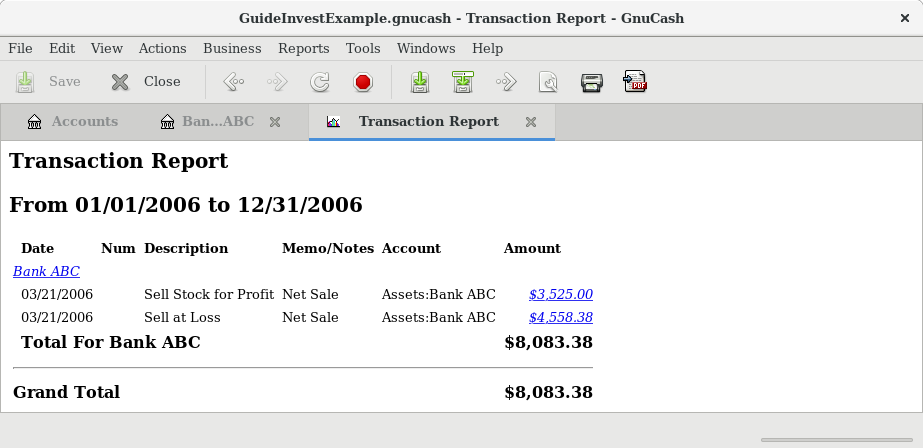 GuideInvestExample.gnucash - Transaction Report - GnuCash
File Edit View Actions Business Reports Tools Windows Help
Save Close PDF
Accounts Ban...ABC Transaction Report
Transaction Report
From 01/01/2006 to 12/31/2006
Date Num Description Memo/Notes Account Amount
Bank ABC
03/21/2006 Sell Stock for Profit Net Sale Assets:Bank ABC $3,525.00
03/21/2006 Sell at Loss Net Sale Assets:Bank ABC $4,558.38
Total For Bank ABC $8,083.38
Grand Total $8,083.38